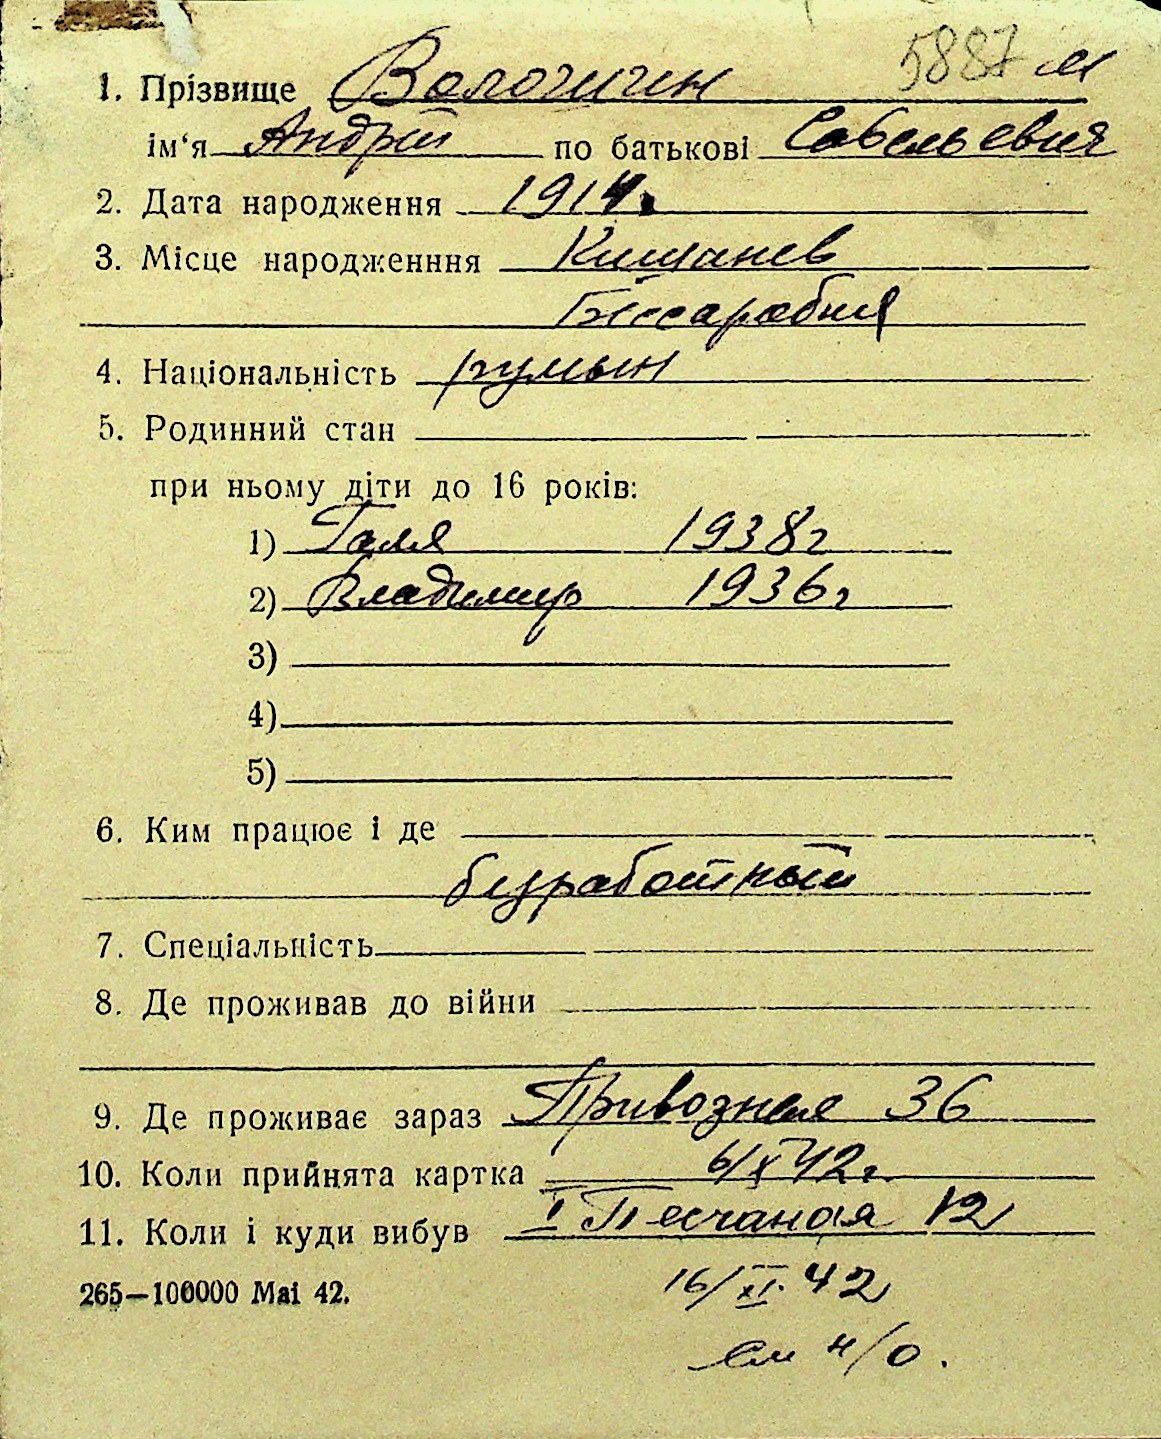 5887 м
1. Прізвище Волочигин
ім'я Андрій по батькові Савельевич
2. Дата народження 1914г
3. Місце народженння Кишинев
Бессарабия
4. Національність румын
5. Родинний стан
при ньому діти до 16 років:
1) Галя 1938г
2) Владимир 1936г
3)
4)
5)
6. Ким працює і де
безработный
7. Спеціальність
8. Де проживав до війни
9. Де проживає зараз Привозная 36
10. Коли прийнята картка 6/X 42г.
11. Коли і куди вибув I Песчаная 12
265—100000 Mai 42.
16/XI. 42
см н/о.